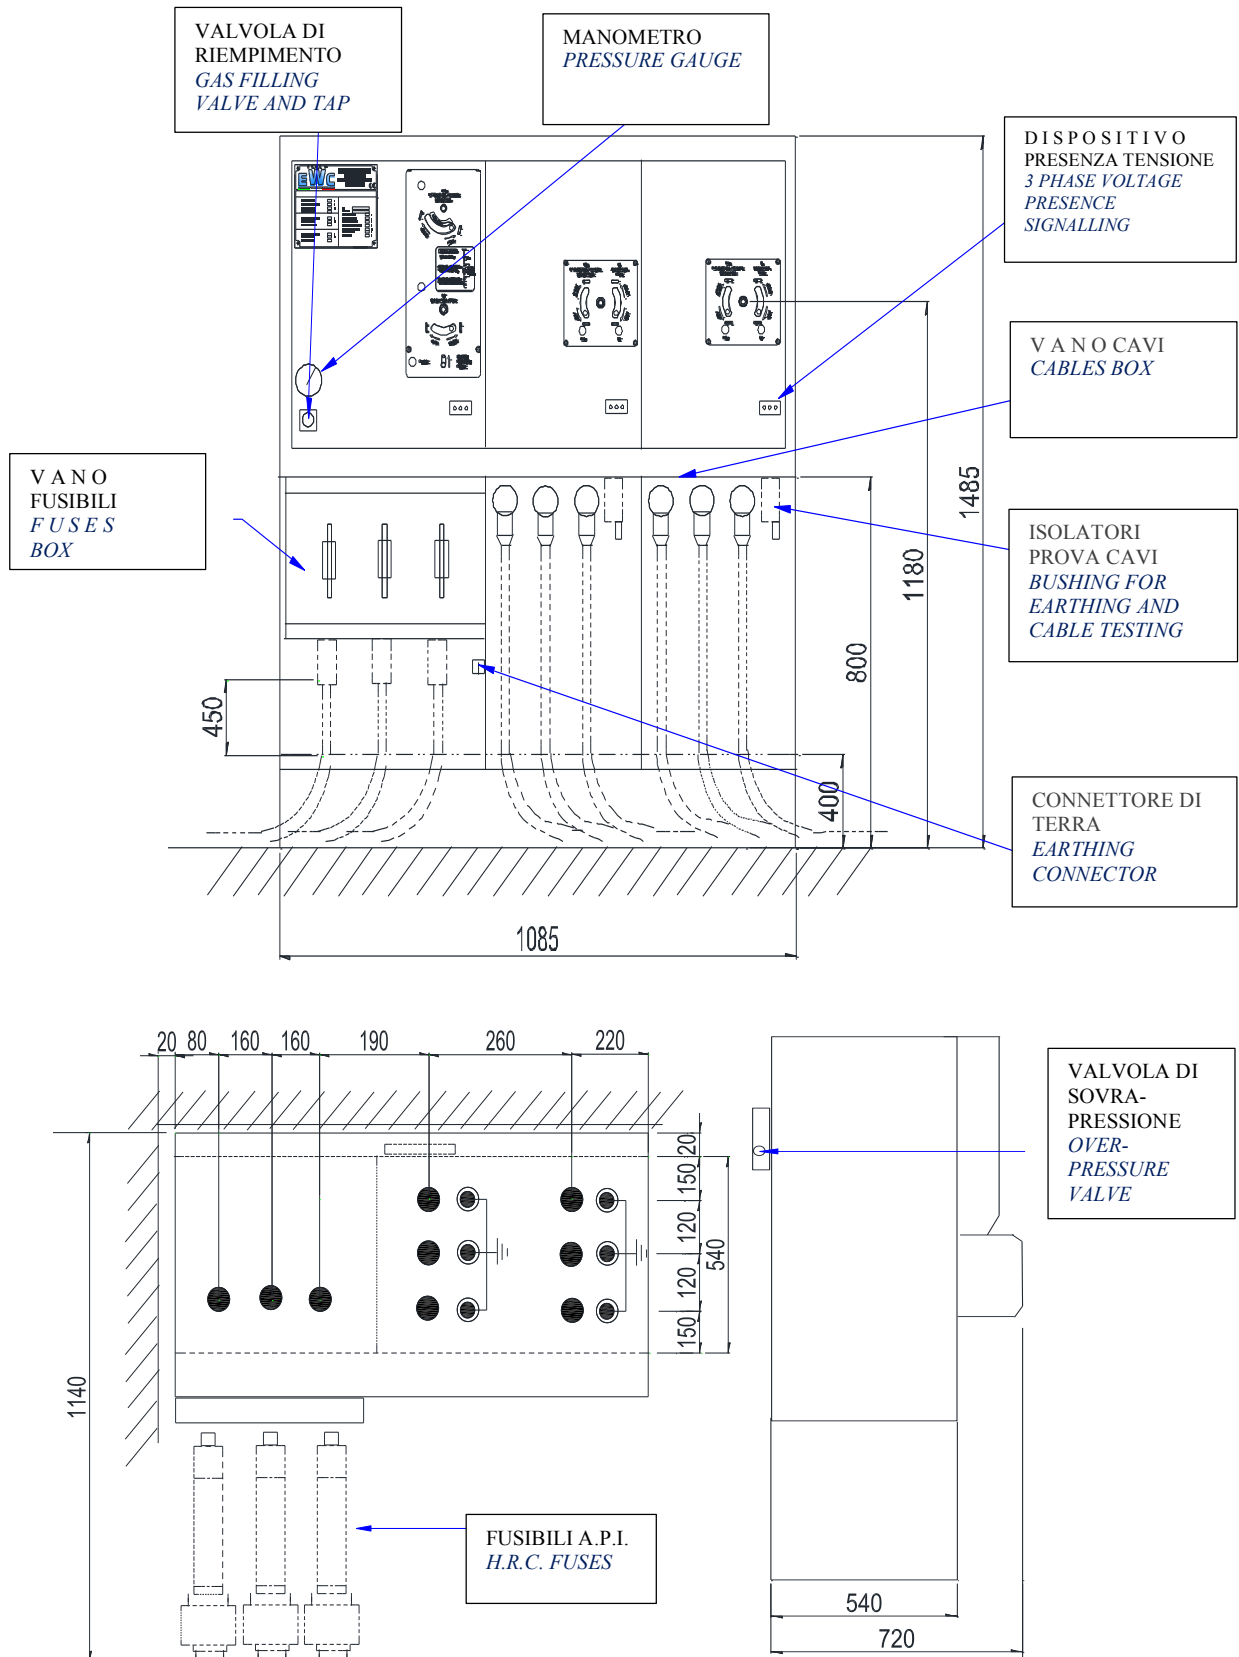 VALVOLA DI
RIEMPIMENTO
GAS FILLING
VALVE AND TAP
MANOMETRO
PRESSURE GAUGE
D I S P O S I T I V O
PRESENZA TENSIONE
3 PHASE VOLTAGE
PRESENCE
SIGNALLING
EWC
V A N O CAVI
CABLES BOX
V A N O
FUSIBILI
F U S E S
BOX
ISOLATORI
PROVA CAVI
BUSHING FOR
EARTHING AND
CABLE TESTING
1485
1180
800
450
400
CONNETTORE DI
TERRA
EARTHING
CONNECTOR
1085
20 80 160 160 190 260 220
VALVOLA DI
SOVRA-
PRESSIONE
OVER-
PRESSURE
VALVE
20
150
120
540
120
150
1140
FUSIBILI A.P.I.
H.R.C. FUSES
540
720